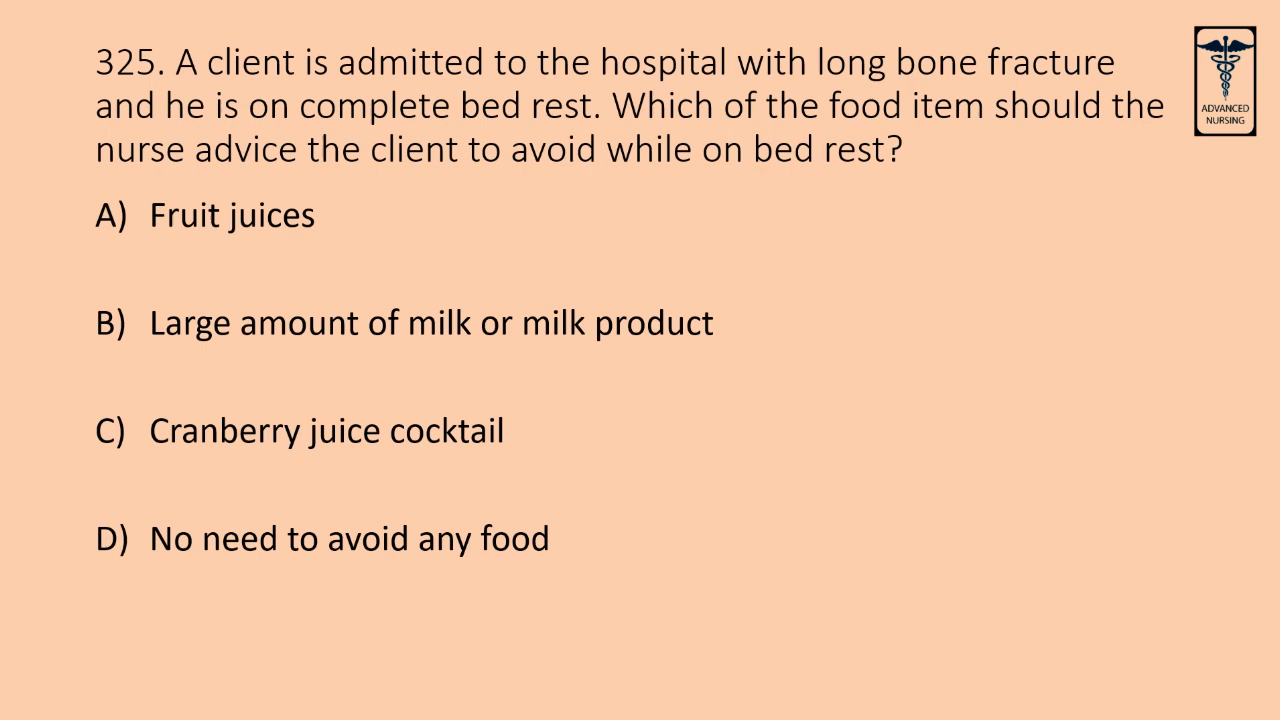 325. A client is admitted to the hospital with long bone fracture
and he is on complete bed rest. Which of the food item should the
nurse advice the client to avoid while on bed rest?
ADVANCED
NURSING
A) Fruit juices
B) Large amount of milk or milk product
C) Cranberry juice cocktail
D) No need to avoid any food